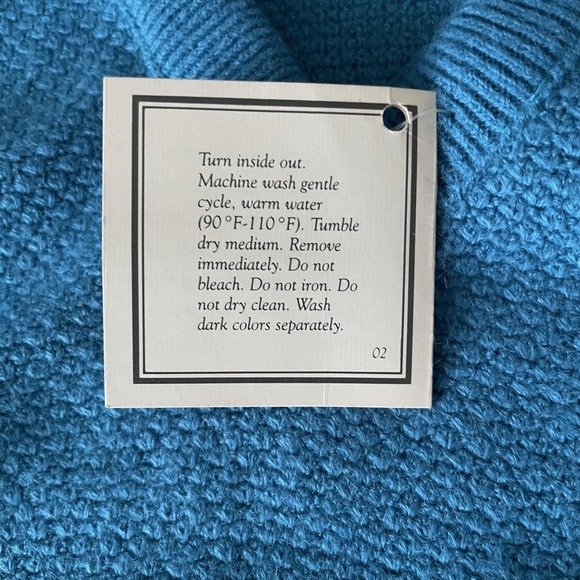 Turn inside out.
Machine wash gentle
cycle, warm water
(90°F-110°F). Tumble
dry medium. Remove
immediately. Do not
bleach. Do not iron. Do
not dry clean. Wash
dark colors separately.
02